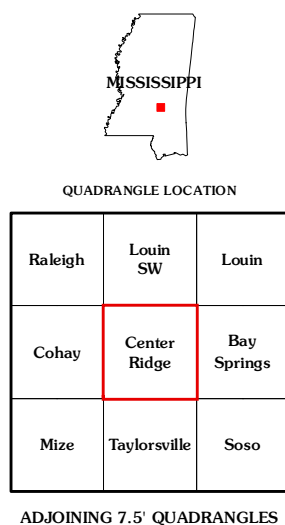 MISSISSIPPI
QUADRANGLE LOCATION
Raleigh
Louin
SW
Louin
Cohay
Center
Ridge
Bay
Springs
Mize
Taylorsville
Soso
ADJOINING 7.5' QUADRANGLES